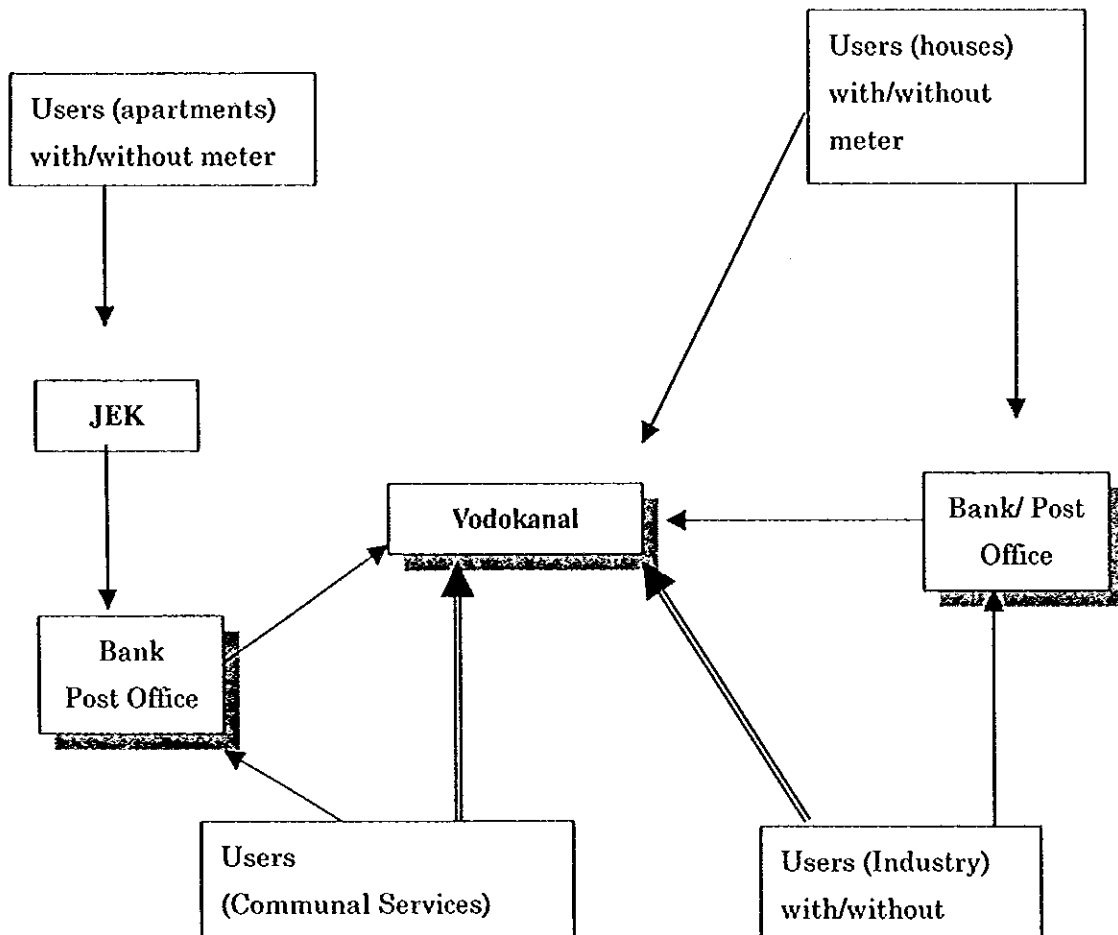 Users (houses)
with/without
meter
Users (apartments)
with/without meter
JEK
Vodokanal
Bank/ Post
Office
Bank
Post Office
Users
(Communal Services)
Users (Industry)
with/without